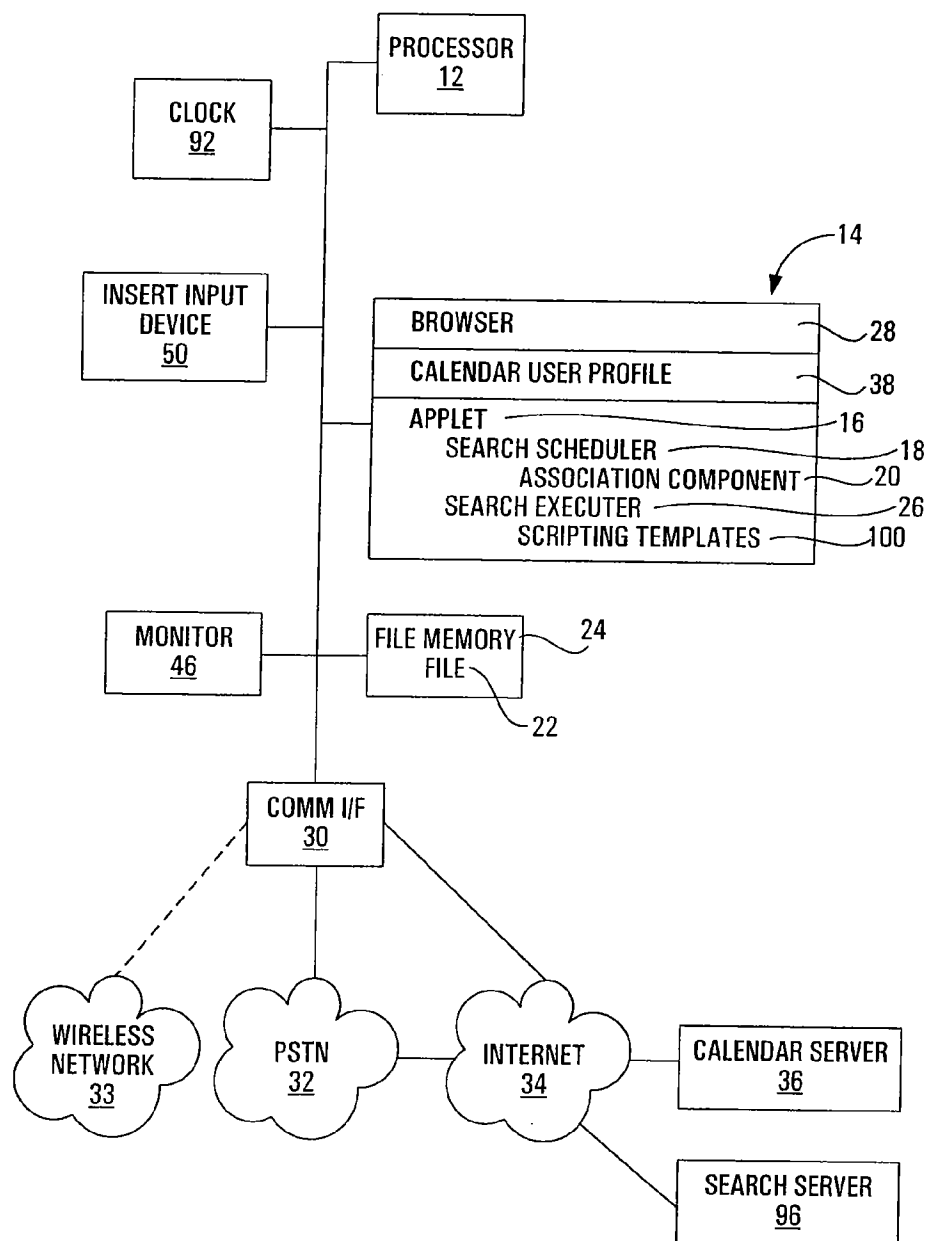 PROCESSOR
12
CLOCK
92
14
INSERT INPUT
DEVICE
50
BROWSER
28
CALENDAR USER PROFILE
38
APPLET
16
SEARCH SCHEDULER
18
ASSOCIATION COMPONENT
20
SEARCH EXECUTER
26
SCRIPTING TEMPLATES
100
MONITOR
46
FILE MEMORY
FILE
24
22
COMM I/F
30
WIRELESS
NETWORK
33
PSTN
32
INTERNET
34
CALENDAR SERVER
36
SEARCH SERVER
96